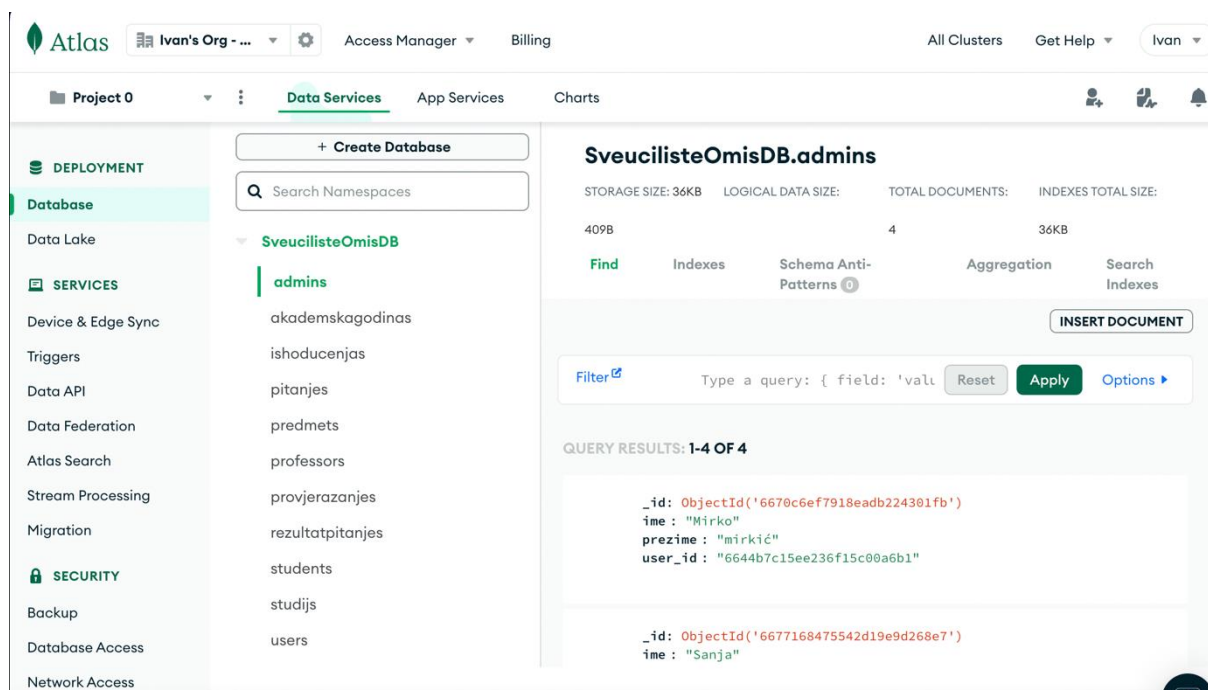 Atlas
Ivan's Org - ...
Access Manager
Billing
All Clusters
Get Help
Ivan
Project 0
Data Services
App Services
Charts
DEPLOYMENT
Database
Data Lake
SERVICES
Device & Edge Sync
Triggers
Data API
Data Federation
Atlas Search
Stream Processing
Migration
SECURITY
Backup
Database Access
Network Access
+ Create Database
Search Namespaces
SveucilisteOmisDB
admins
akademskagodinas
ishoducenjas
pitanjes
predmets
professors
provjerazanjes
rezultatpitanjes
students
studijs
users
SveucilisteOmisDB.admins
STORAGE SIZE: 36KB LOGICAL DATA SIZE: TOTAL DOCUMENTS: INDEXES TOTAL SIZE:
409B 4 36KB
Find
Indexes
Schema Anti-
Patterns 0
Aggregation
Search
Indexes
INSERT DOCUMENT
Filter
Type a query: { field: 'valu
Reset
Apply
Options
QUERY RESULTS: 1-4 OF 4
_id: ObjectId('6670c6ef7918eadb224301fb')
ime : "Mirko"
prezime : "mirkić"
user_id : "6644b7c15ee236f15c00a6b1"
_id: ObjectId('6677168475542d19e9d268e7')
ime : "Sanja"